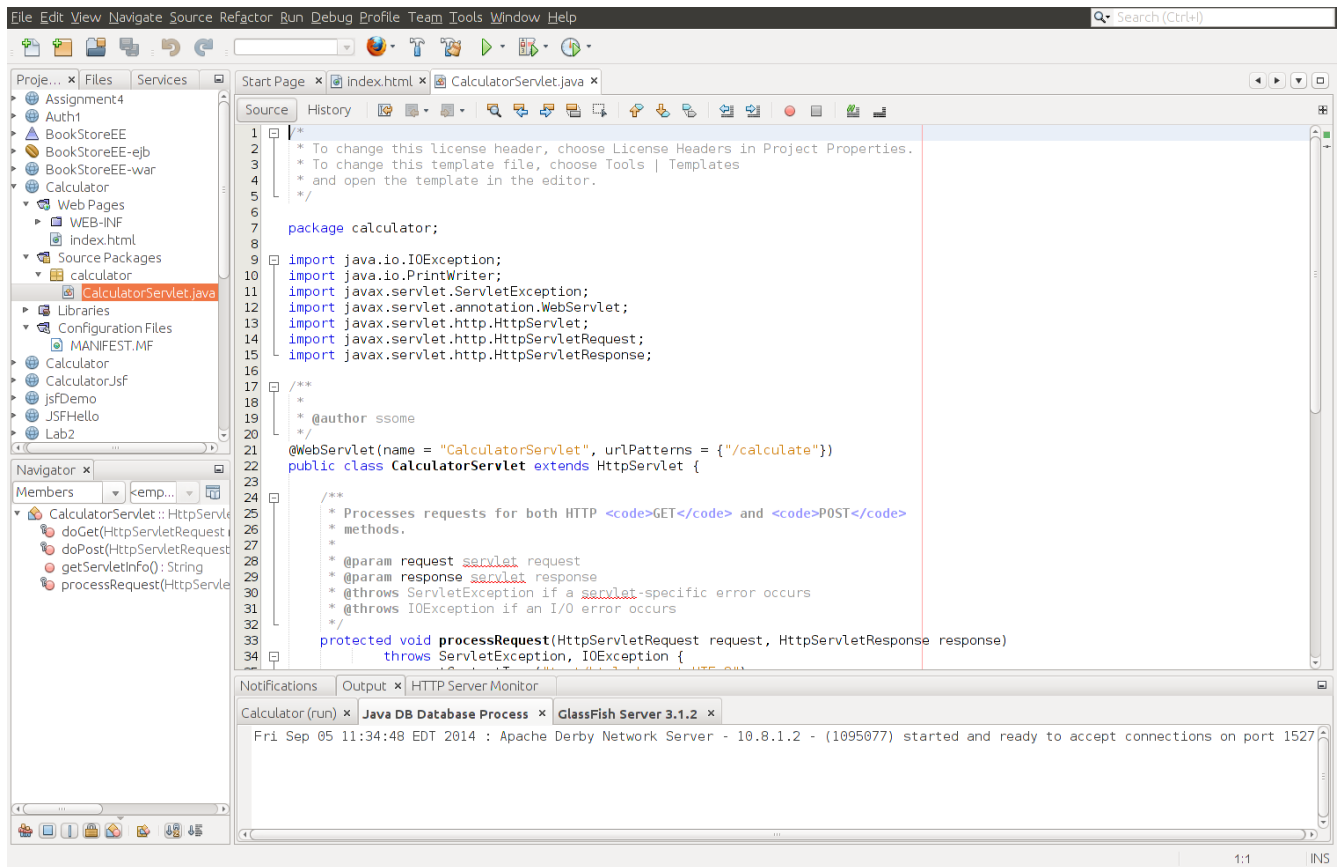 File Edit View Navigate Source Refactor Run Debug Profile Team Tools Window Help
Search (Ctrl+I)
Proje... × Files Services
Start Page × index.html × CalculatorServlet.java ×
Assignment4
Auth1
BookStoreEE
BookStoreEE-ejb
BookStoreEE-war
Calculator
Web Pages
WEB-INF
index.html
Source Packages
calculator
CalculatorServlet.java
Libraries
Configuration Files
MANIFEST.MF
Calculator
CalculatorJsf
jsfDemo
JSFHello
Lab2
Source History
1 /*
2 * To change this license header, choose License Headers in Project Properties.
3 * To change this template file, choose Tools | Templates
4 * and open the template in the editor.
5 */
6
7 package calculator;
8
9 import java.io.IOException;
10 import java.io.PrintWriter;
11 import javax.servlet.ServletException;
12 import javax.servlet.annotation.WebServlet;
13 import javax.servlet.http.HttpServlet;
14 import javax.servlet.http.HttpServletRequest;
15 import javax.servlet.http.HttpServletResponse;
16
17 /**
18 *
19 * @author ssome
20 */
21 @WebServlet(name = "CalculatorServlet", urlPatterns = {"/calculate"})
22 public class CalculatorServlet extends HttpServlet {
23
24 /**
25 * Processes requests for both HTTP <code>GET</code> and <code>POST</code>
26 * methods.
27 *
28 * @param request servlet request
29 * @param response servlet response
30 * @throws ServletException if a servlet-specific error occurs
31 * @throws IOException if an I/O error occurs
32 */
33 protected void processRequest(HttpServletRequest request, HttpServletResponse response)
34 throws ServletException, IOException {
Navigator ×
Members <emp...
CalculatorServlet :: HttpServle
doGet(HttpServletRequest
doPost(HttpServletRequest
getServletInfo() : String
processRequest(HttpServle
Notifications Output × HTTP Server Monitor
Calculator (run) × Java DB Database Process × GlassFish Server 3.1.2 ×
Fri Sep 05 11:34:48 EDT 2014 : Apache Derby Network Server - 10.8.1.2 - (1095077) started and ready to accept connections on port 1527
1:1 INS